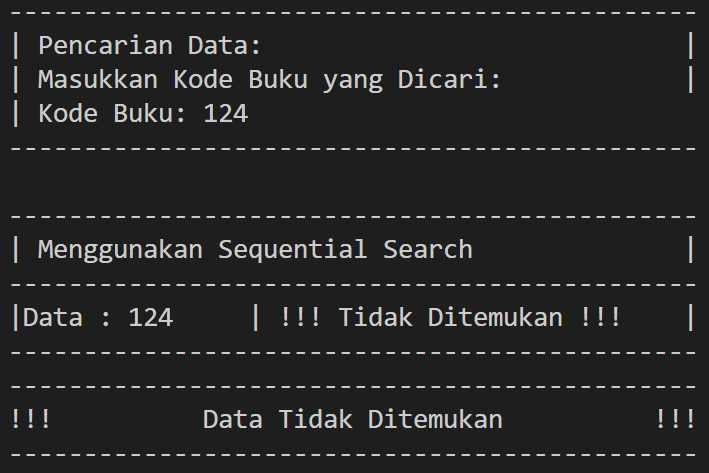 ----------------------------------------------
| Pencarian Data:                            |
| Masukkan Kode Buku yang Dicari:            |
| Kode Buku: 124
----------------------------------------------
----------------------------------------------
| Menggunakan Sequential Search              |
----------------------------------------------
|Data : 124     | !!! Tidak Ditemukan !!!    |
----------------------------------------------
----------------------------------------------
!!!          Data Tidak Ditemukan          !!!
----------------------------------------------